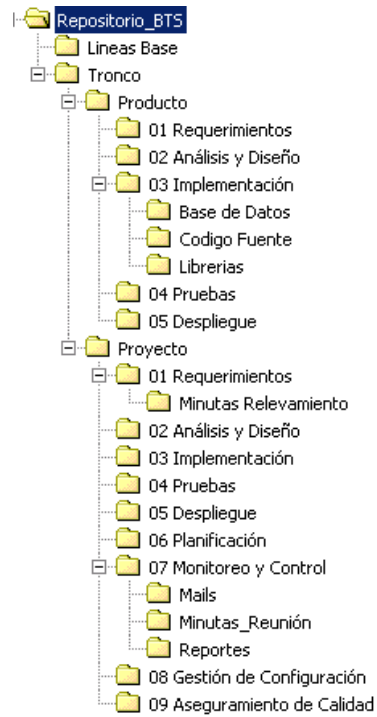 Repositorio_BTS
Lineas Base
Tronco
Producto
01 Requerimientos
02 Análisis y Diseño
03 Implementación
Base de Datos
Codigo Fuente
Librerias
04 Pruebas
05 Despliegue
Proyecto
01 Requerimientos
Minutas Relevamiento
02 Análisis y Diseño
03 Implementación
04 Pruebas
05 Despliegue
06 Planificación
07 Monitoreo y Control
Mails
Minutas_Reunión
Reportes
08 Gestión de Configuración
09 Aseguramiento de Calidad